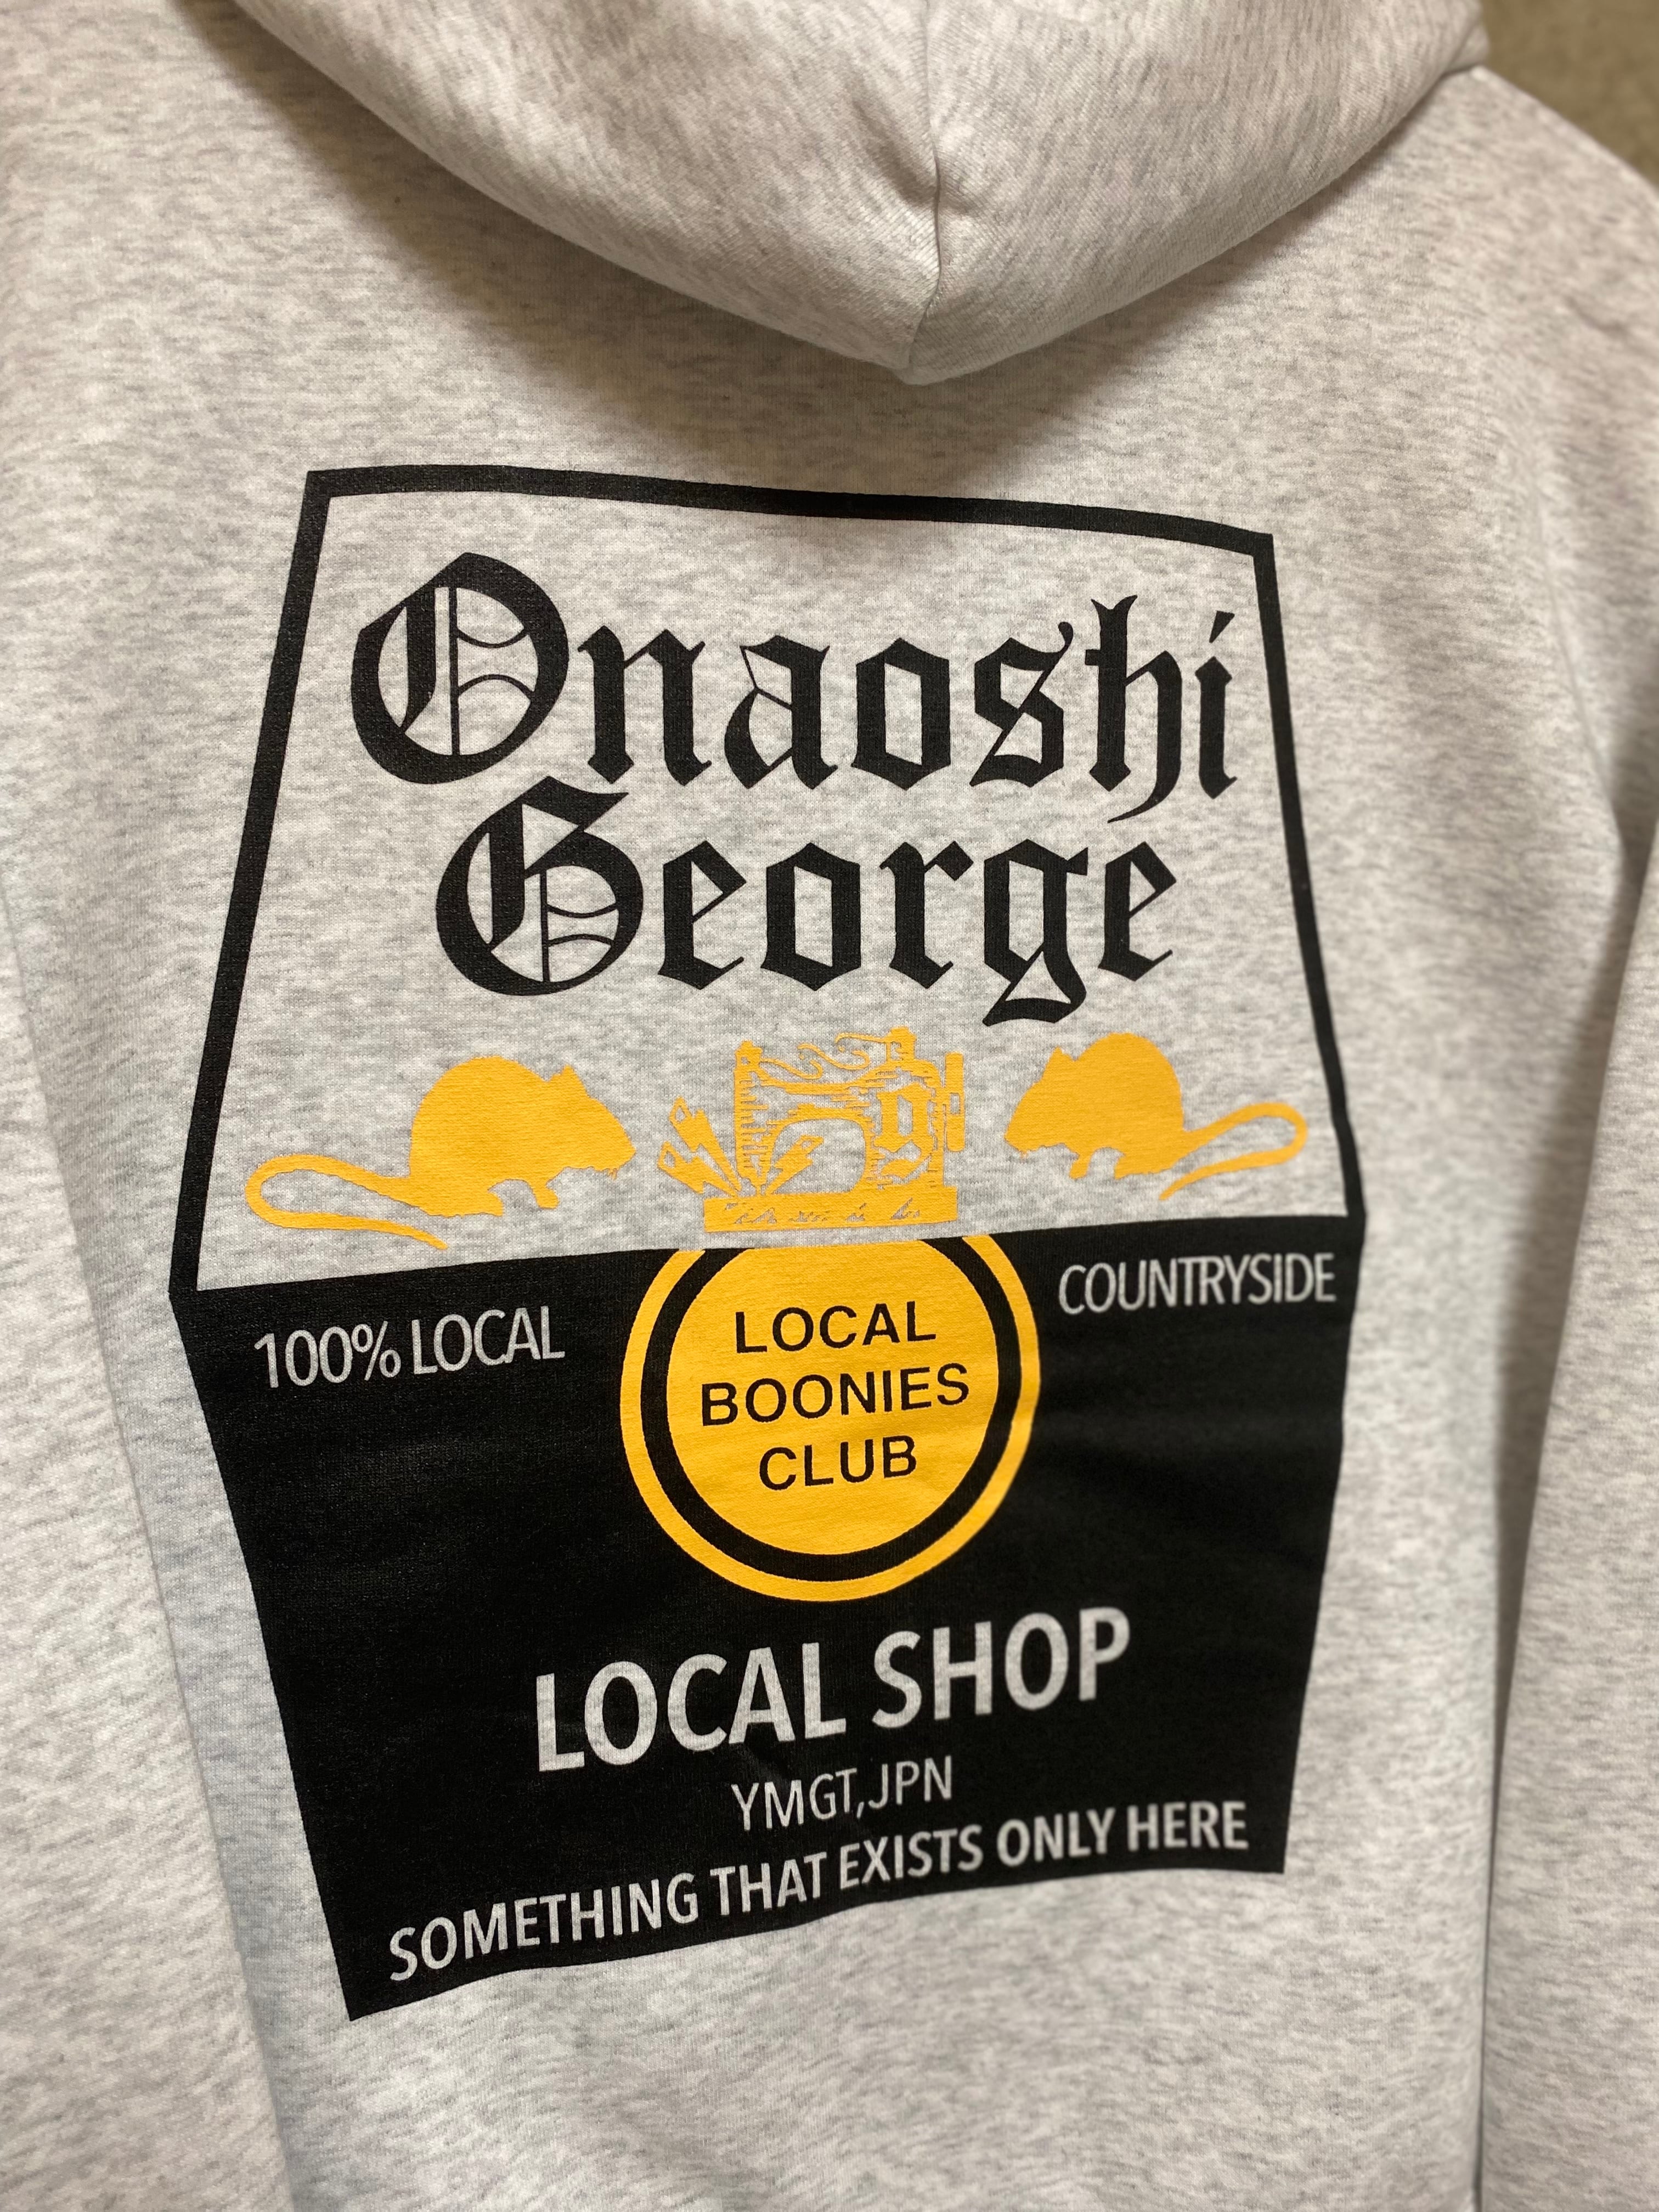 Onaoshi
George
g
100% LOCAL
COUNTRYSIDE
LOCAL
BOONIES
CLUB
LOCAL SHOP
YMGT,JPN
SOMETHING THAT EXISTS ONLY HERE